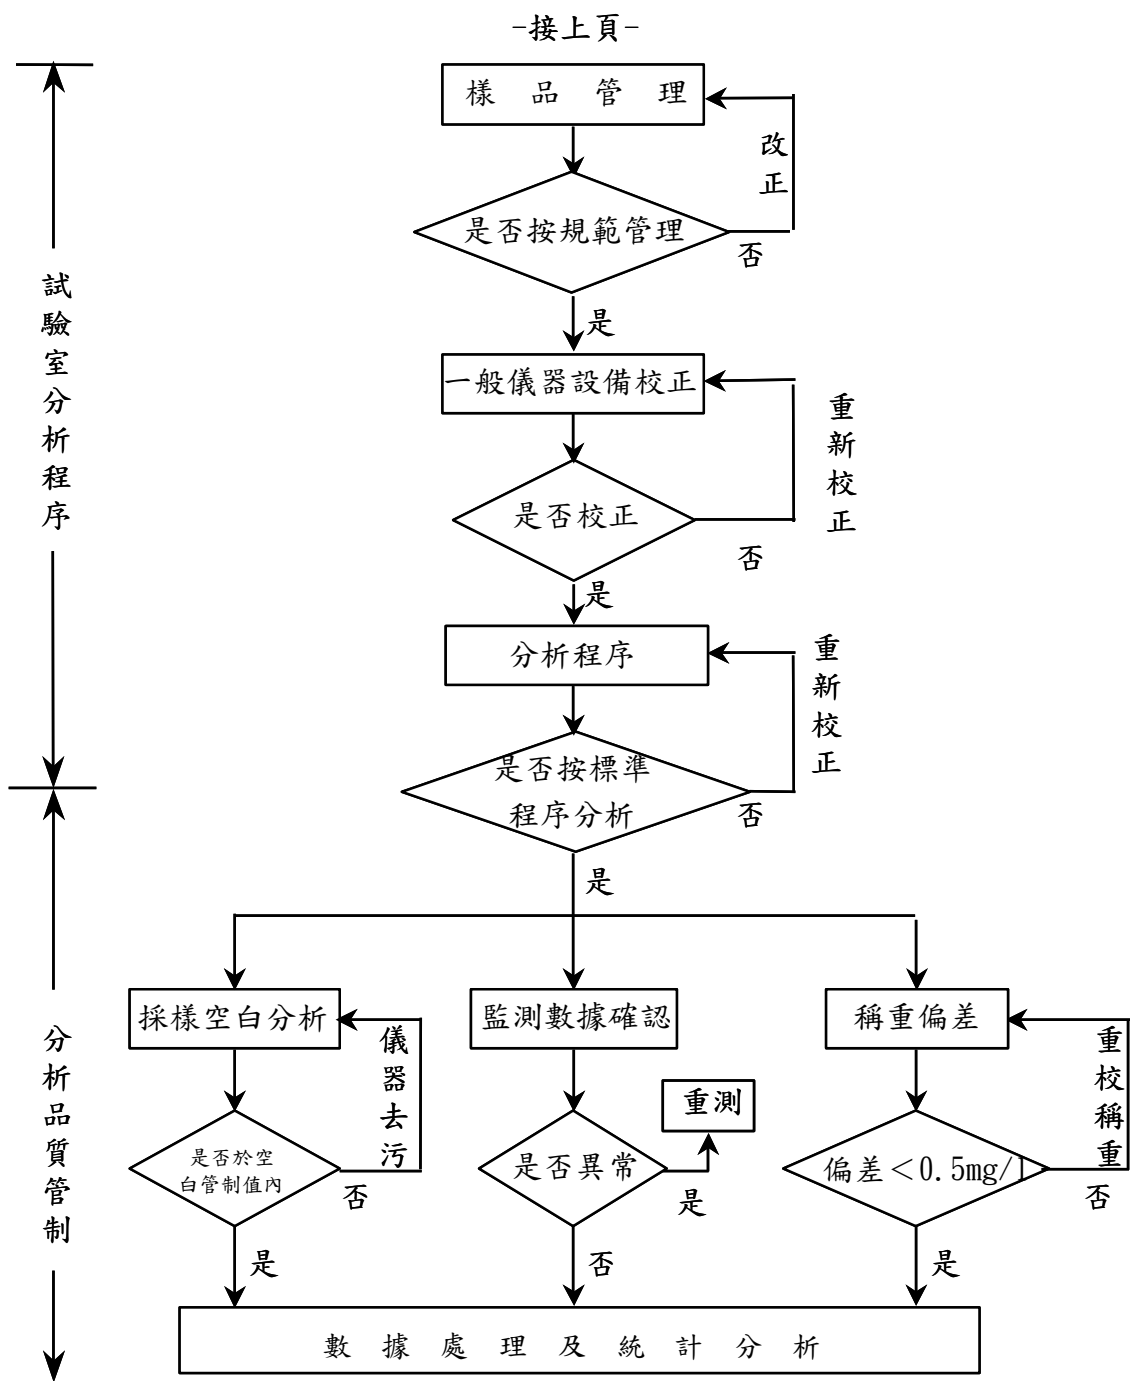 -接上頁-
樣品管理
改正
是否按規範管理
否
是
試驗室分析程序
一般儀器設備校正
重新校正
是否校正
否
是
分析程序
重新校正
是否按標準
程序分析
否
是
採樣空白分析
監測數據確認
稱重偏差
分析品質管制
儀器去污
重測
重校稱重
是否於空
白管制值內
是否異常
偏差＜0.5mg/l
否
是
否
是
否
是
數據處理及統計分析